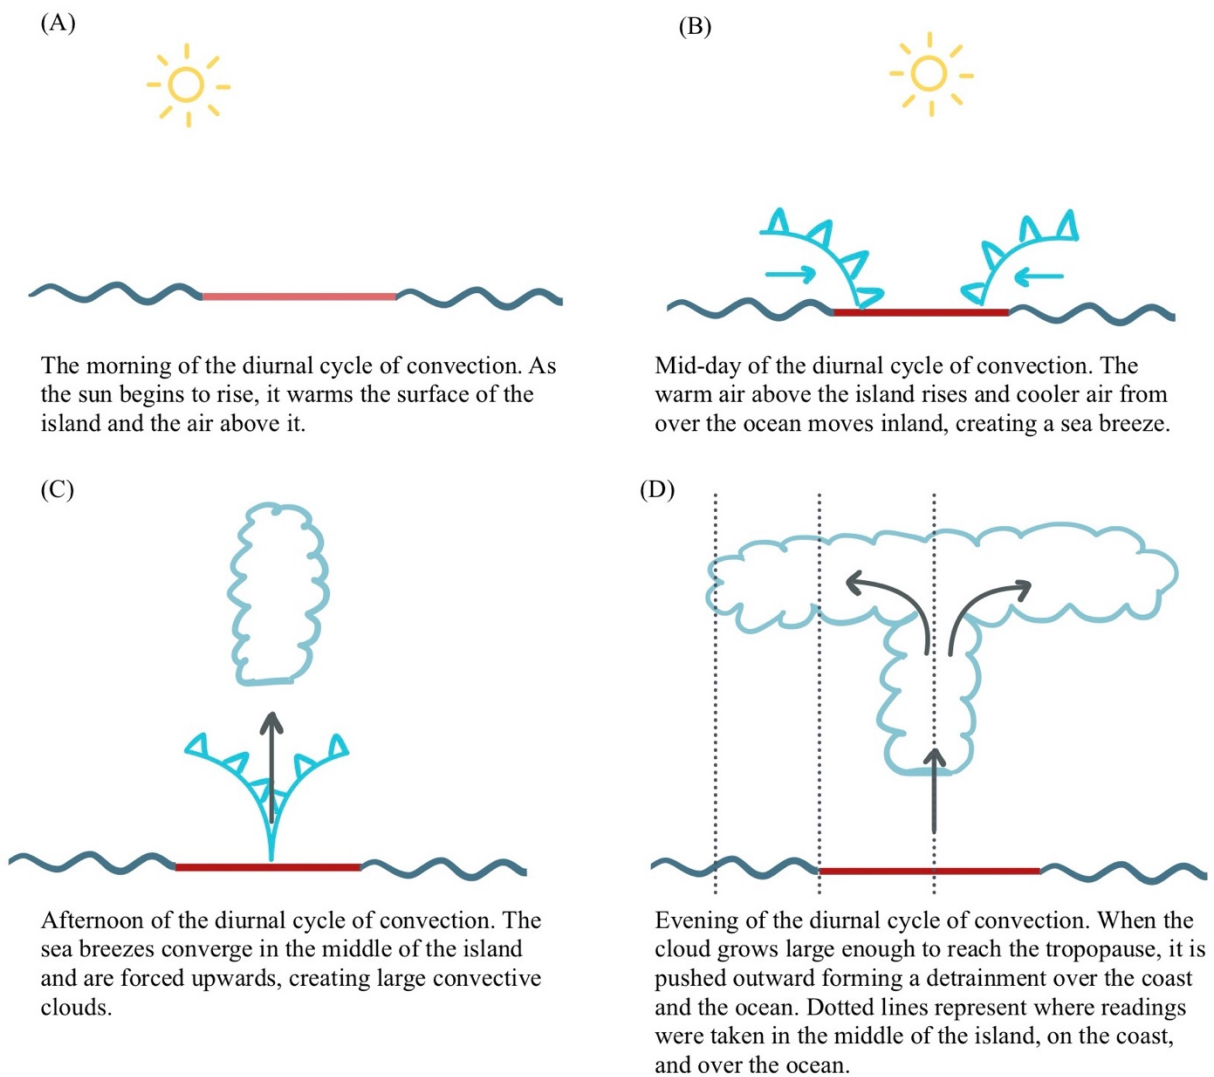 (A)
The morning of the diurnal cycle of convection. As
the sun begins to rise, it warms the surface of the
island and the air above it.
(B)
Mid-day of the diurnal cycle of convection. The
warm air above the island rises and cooler air from
over the ocean moves inland, creating a sea breeze.
(C)
Afternoon of the diurnal cycle of convection. The
sea breezes converge in the middle of the island
and are forced upwards, creating large convective
clouds.
(D)
Evening of the diurnal cycle of convection. When the
cloud grows large enough to reach the tropopause, it is
pushed outward forming a detrainment over the coast
and the ocean. Dotted lines represent where readings
were taken in the middle of the island, on the coast,
and over the ocean.